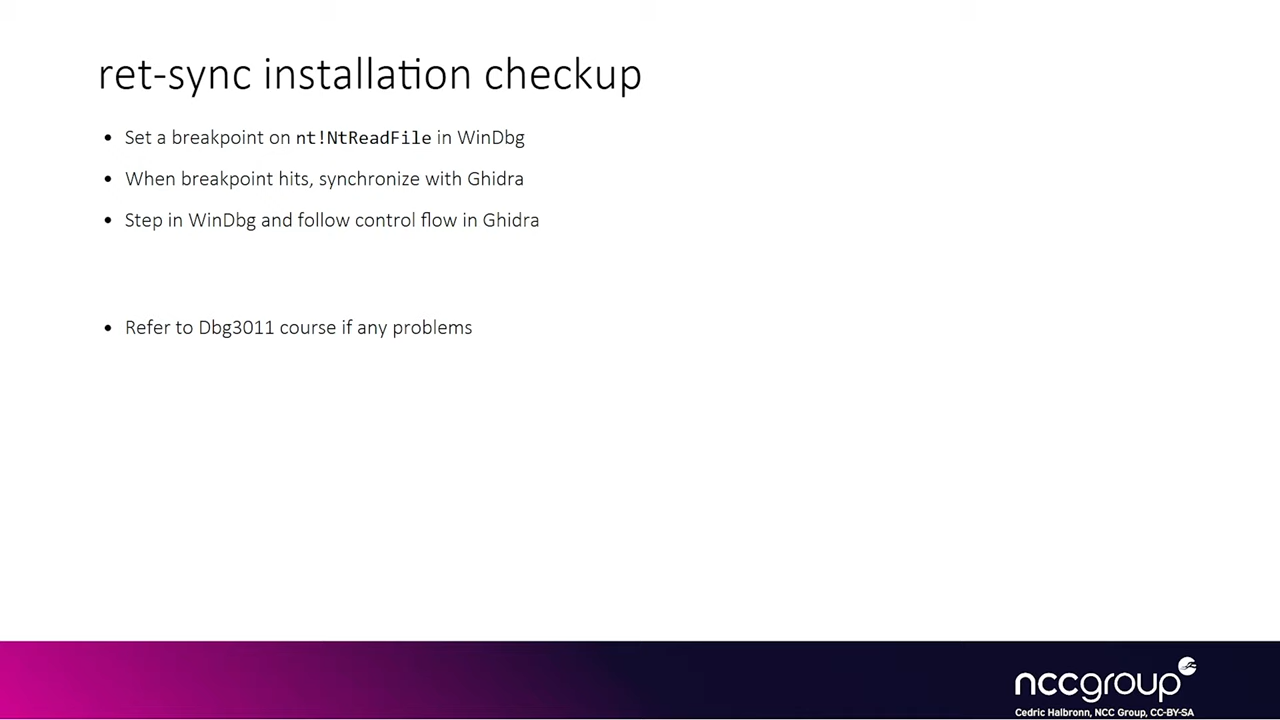 ret-sync installation checkup
• Set a breakpoint on nt!NtReadFile in WinDbg
• When breakpoint hits, synchronize with Ghidra
• Step in WinDbg and follow control flow in Ghidra
• Refer to Dbg3011 course if any problems
nccgroup
Cedric Halbronn, NCC Group, CC-BY-SA